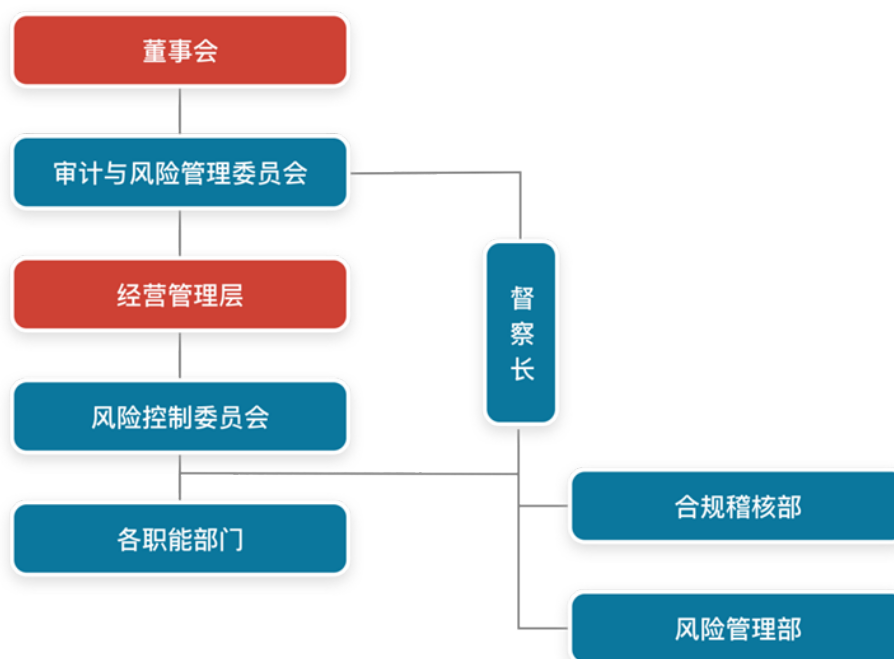 董事会
审计与风险管理委员会
经营管理层
督
察
长
风险控制委员会
合规稽核部
各职能部门
风险管理部